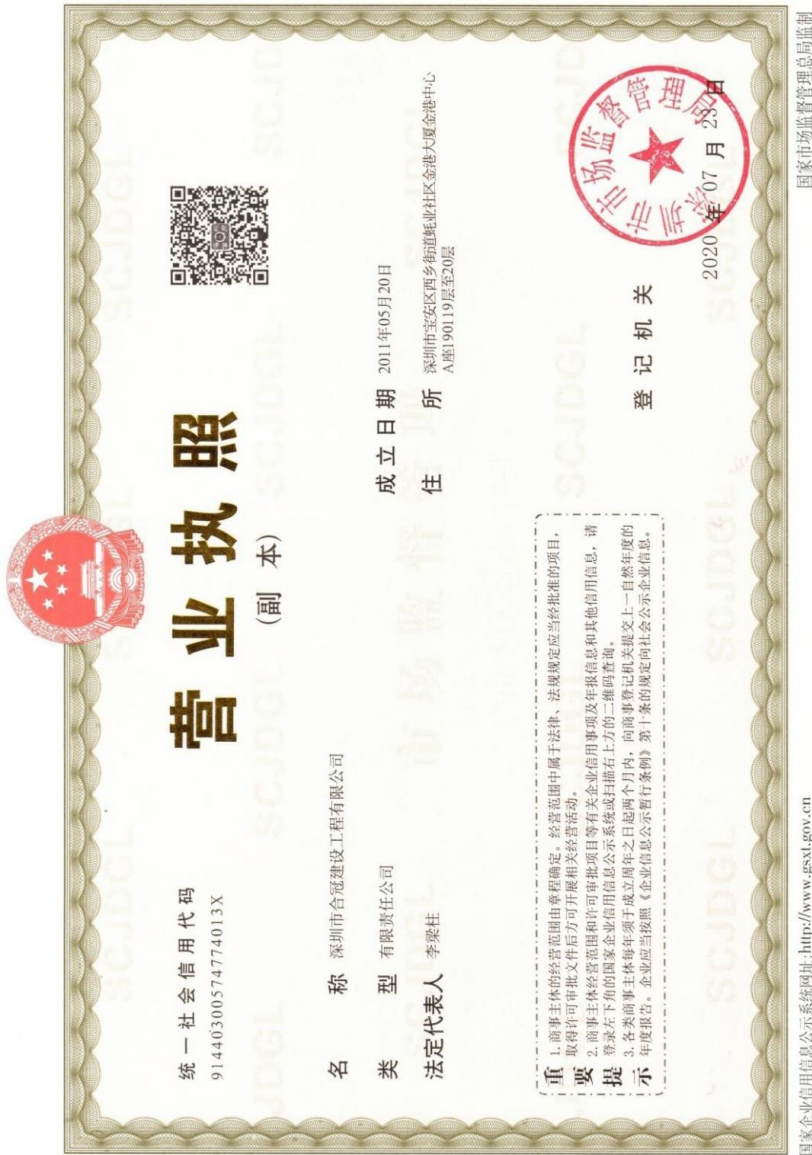 营业执照
(副 本)
统一社会信用代码
91440300574774013X
名 称 深圳市合冠建设工程有限公司
类 型 有限责任公司
法定代表人 李梁柱
成立日期 2011年05月20日
住 所 深圳市宝安区西乡街道蚝业社区金港大厦金港中心
A座190119层至20层
重要提示
1. 商事主体的经营范围由章程确定。经营范围中属于法律、法规规定应当经批准的项目,
取得许可审批文件后方可开展相关经营活动。
2. 商事主体经营范围和许可审批项目等有关企业信用事项及年报信息和其他信用信息,请
登录左下角的国家企业信用信息公示系统或扫描右上方的二维码查询。
3. 各类商事主体每年须于成立周年之日起两个月内,向商事登记机关提交上一自然年度的
年度报告。企业应当按照《企业信息公示暂行条例》第十条的规定向社会公示企业信息。
登记机关
深圳市市场监督管理局
2020 年 07 月 23 日
国家企业信用信息公示系统网址:http://www.gsxt.gov.cn
国家市场监督管理总局监制
SCJDGL